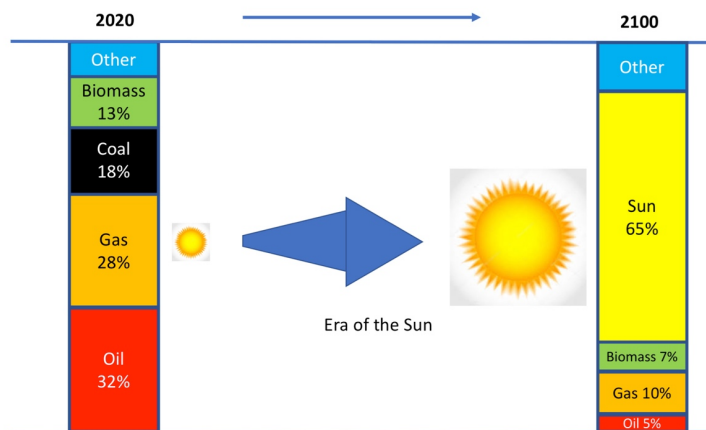 2020
2100
Other
Biomass
13%
Coal
18%
Gas
28%
Oil
32%
Era of the Sun
Other
Sun
65%
Biomass 7%
Gas 10%
Oil 5%